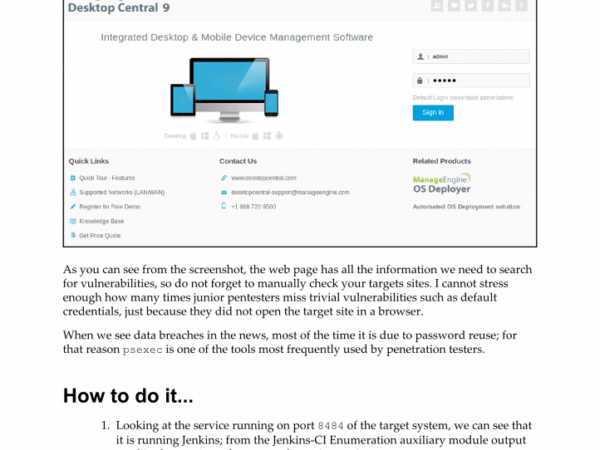 Desktop Central 9
Integrated Desktop & Mobile Device Management Software
admin
Default Login credentials admin/admin
Sign in
Desktop
Mobile
Quick Links
Contact Us
Related Products
Quick Tour - Features
www.desktopcentral.com
ManageEngine
OS Deployer
Supported Networks (LAN/WAN)
desktopcentral-support@manageengine.com
Register for Free Demo
+1 888 720 9500
Automated OS Deployment solution
Knowledge Base
Get Price Quote
As you can see from the screenshot, the web page has all the information we need to search
for vulnerabilities, so do not forget to manually check your targets sites. I cannot stress
enough how many times junior pentesters miss trivial vulnerabilities such as default
credentials, just because they did not open the target site in a browser.
When we see data breaches in the news, most of the time it is due to password reuse; for
that reason psexec is one of the tools most frequently used by penetration testers.
How to do it...
1. Looking at the service running on port 8484 of the target system, we can see that
it is running Jenkins; from the Jenkins-CI Enumeration auxiliary module output